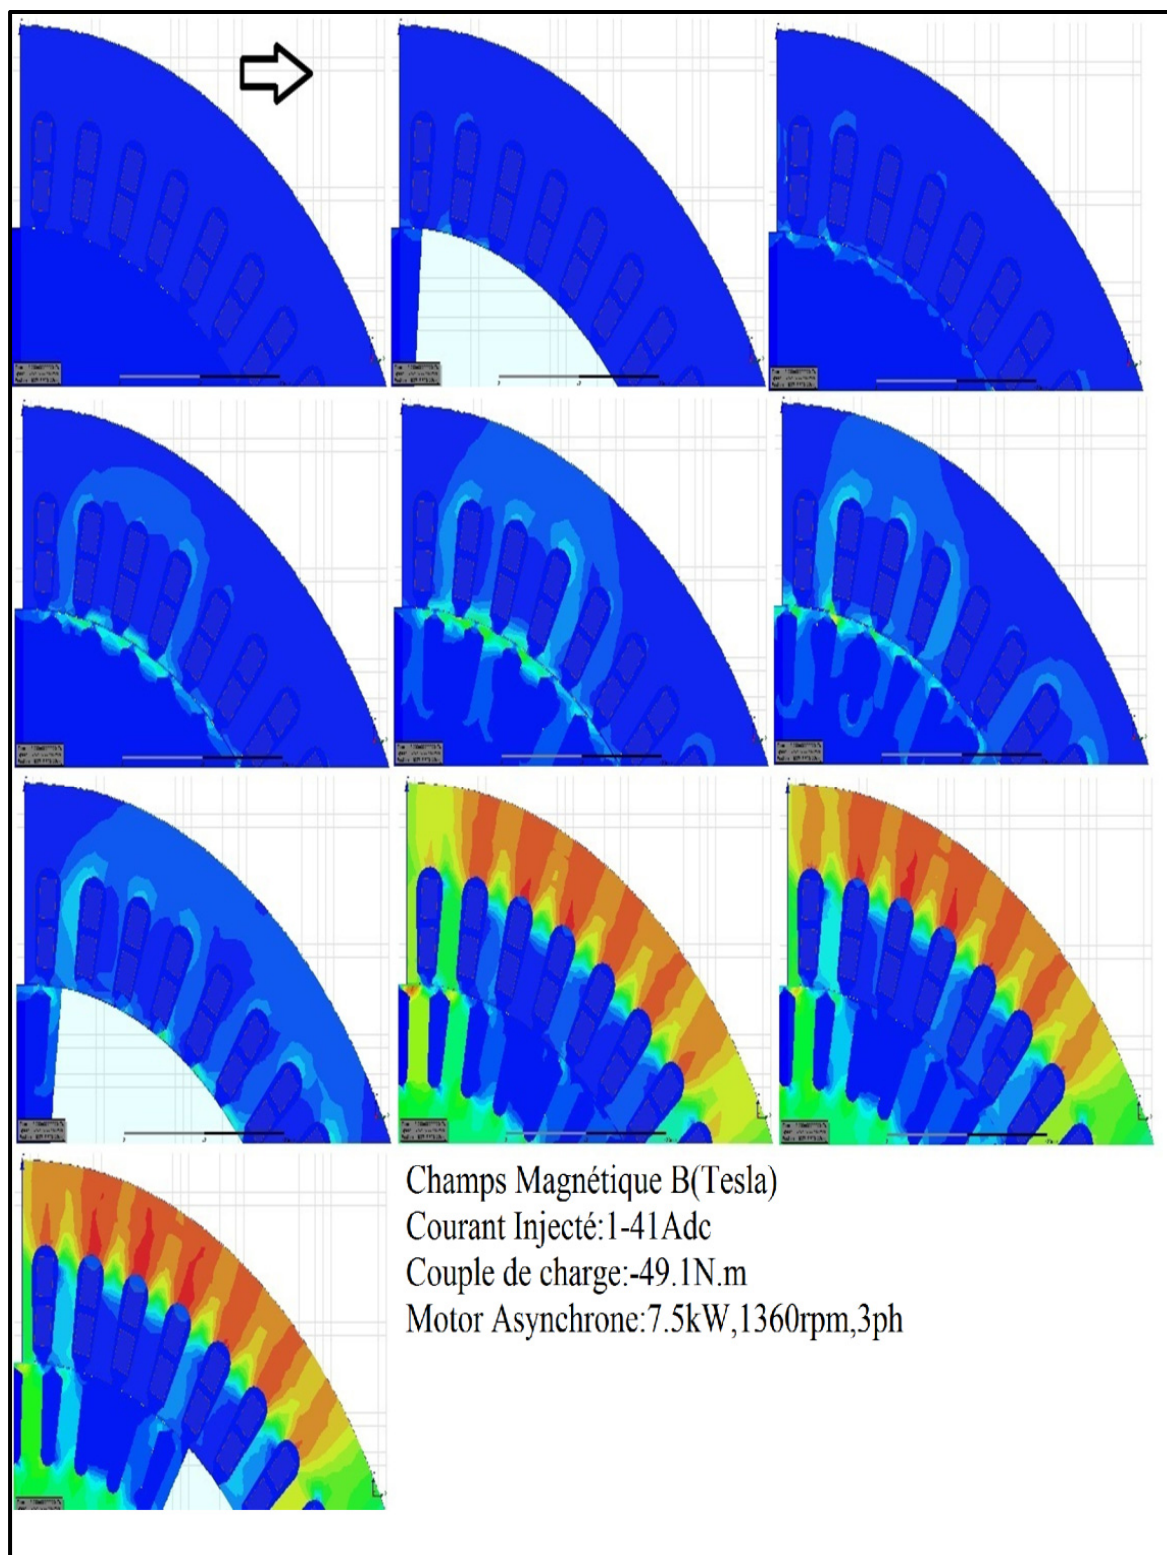 Champs Magnétique B(Tesla)
Courant Injecté:1-41Adc
Couple de charge:-49.1N.m
Motor Asynchrone:7.5kW,1360rpm,3ph